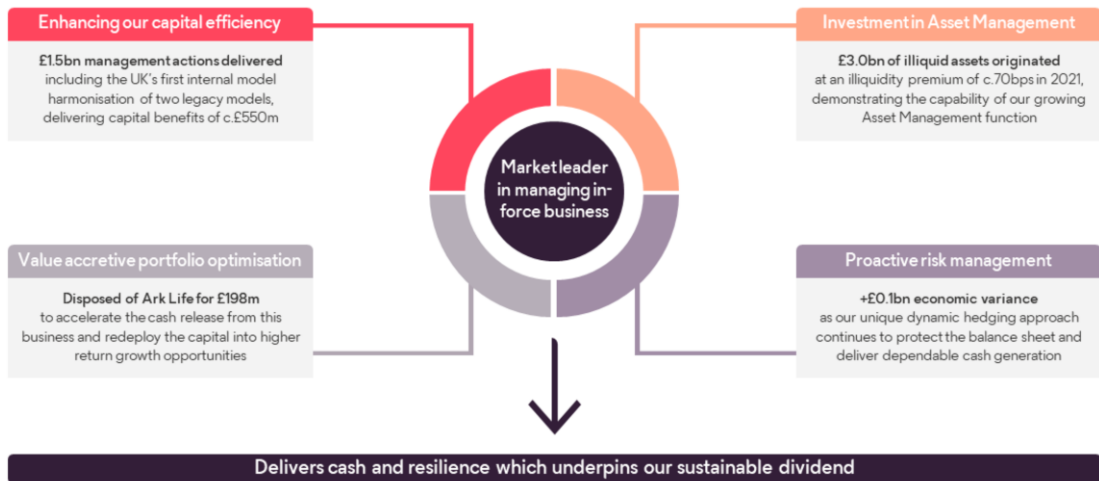 Enhancing our capital efficiency
£1.5bn management actions delivered
including the UK's first internal model
harmonisation of two legacy models,
delivering capital benefits of c.£550m
Investment in Asset Management
£3.0bn of illiquid assets originated
at an illiquidity premium of c.70bps in 2021,
demonstrating the capability of our growing
Asset Management function
Market leader
in managing in-
force business
Value accretive portfolio optimisation
Disposed of Ark Life for £198m
to accelerate the cash release from this
business and redeploy the capital into higher
return growth opportunities
Proactive risk management
+£0.1bn economic variance
as our unique dynamic hedging approach
continues to protect the balance sheet and
deliver dependable cash generation
Delivers cash and resilience which underpins our sustainable dividend